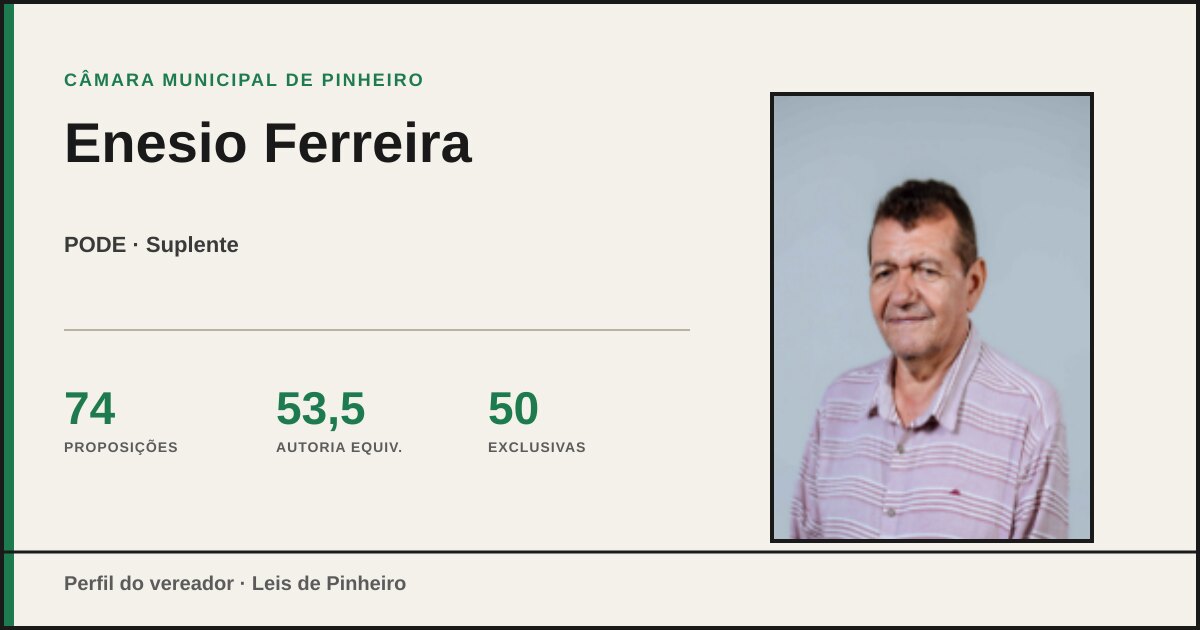 CÂMARA MUNICIPAL DE PINHEIRO
Enesio Ferreira
PODE · Suplente
74
PROPOSIÇÕES
53,5
AUTORIA EQUIV.
50
EXCLUSIVAS
Perfil do vereador · Leis de Pinheiro